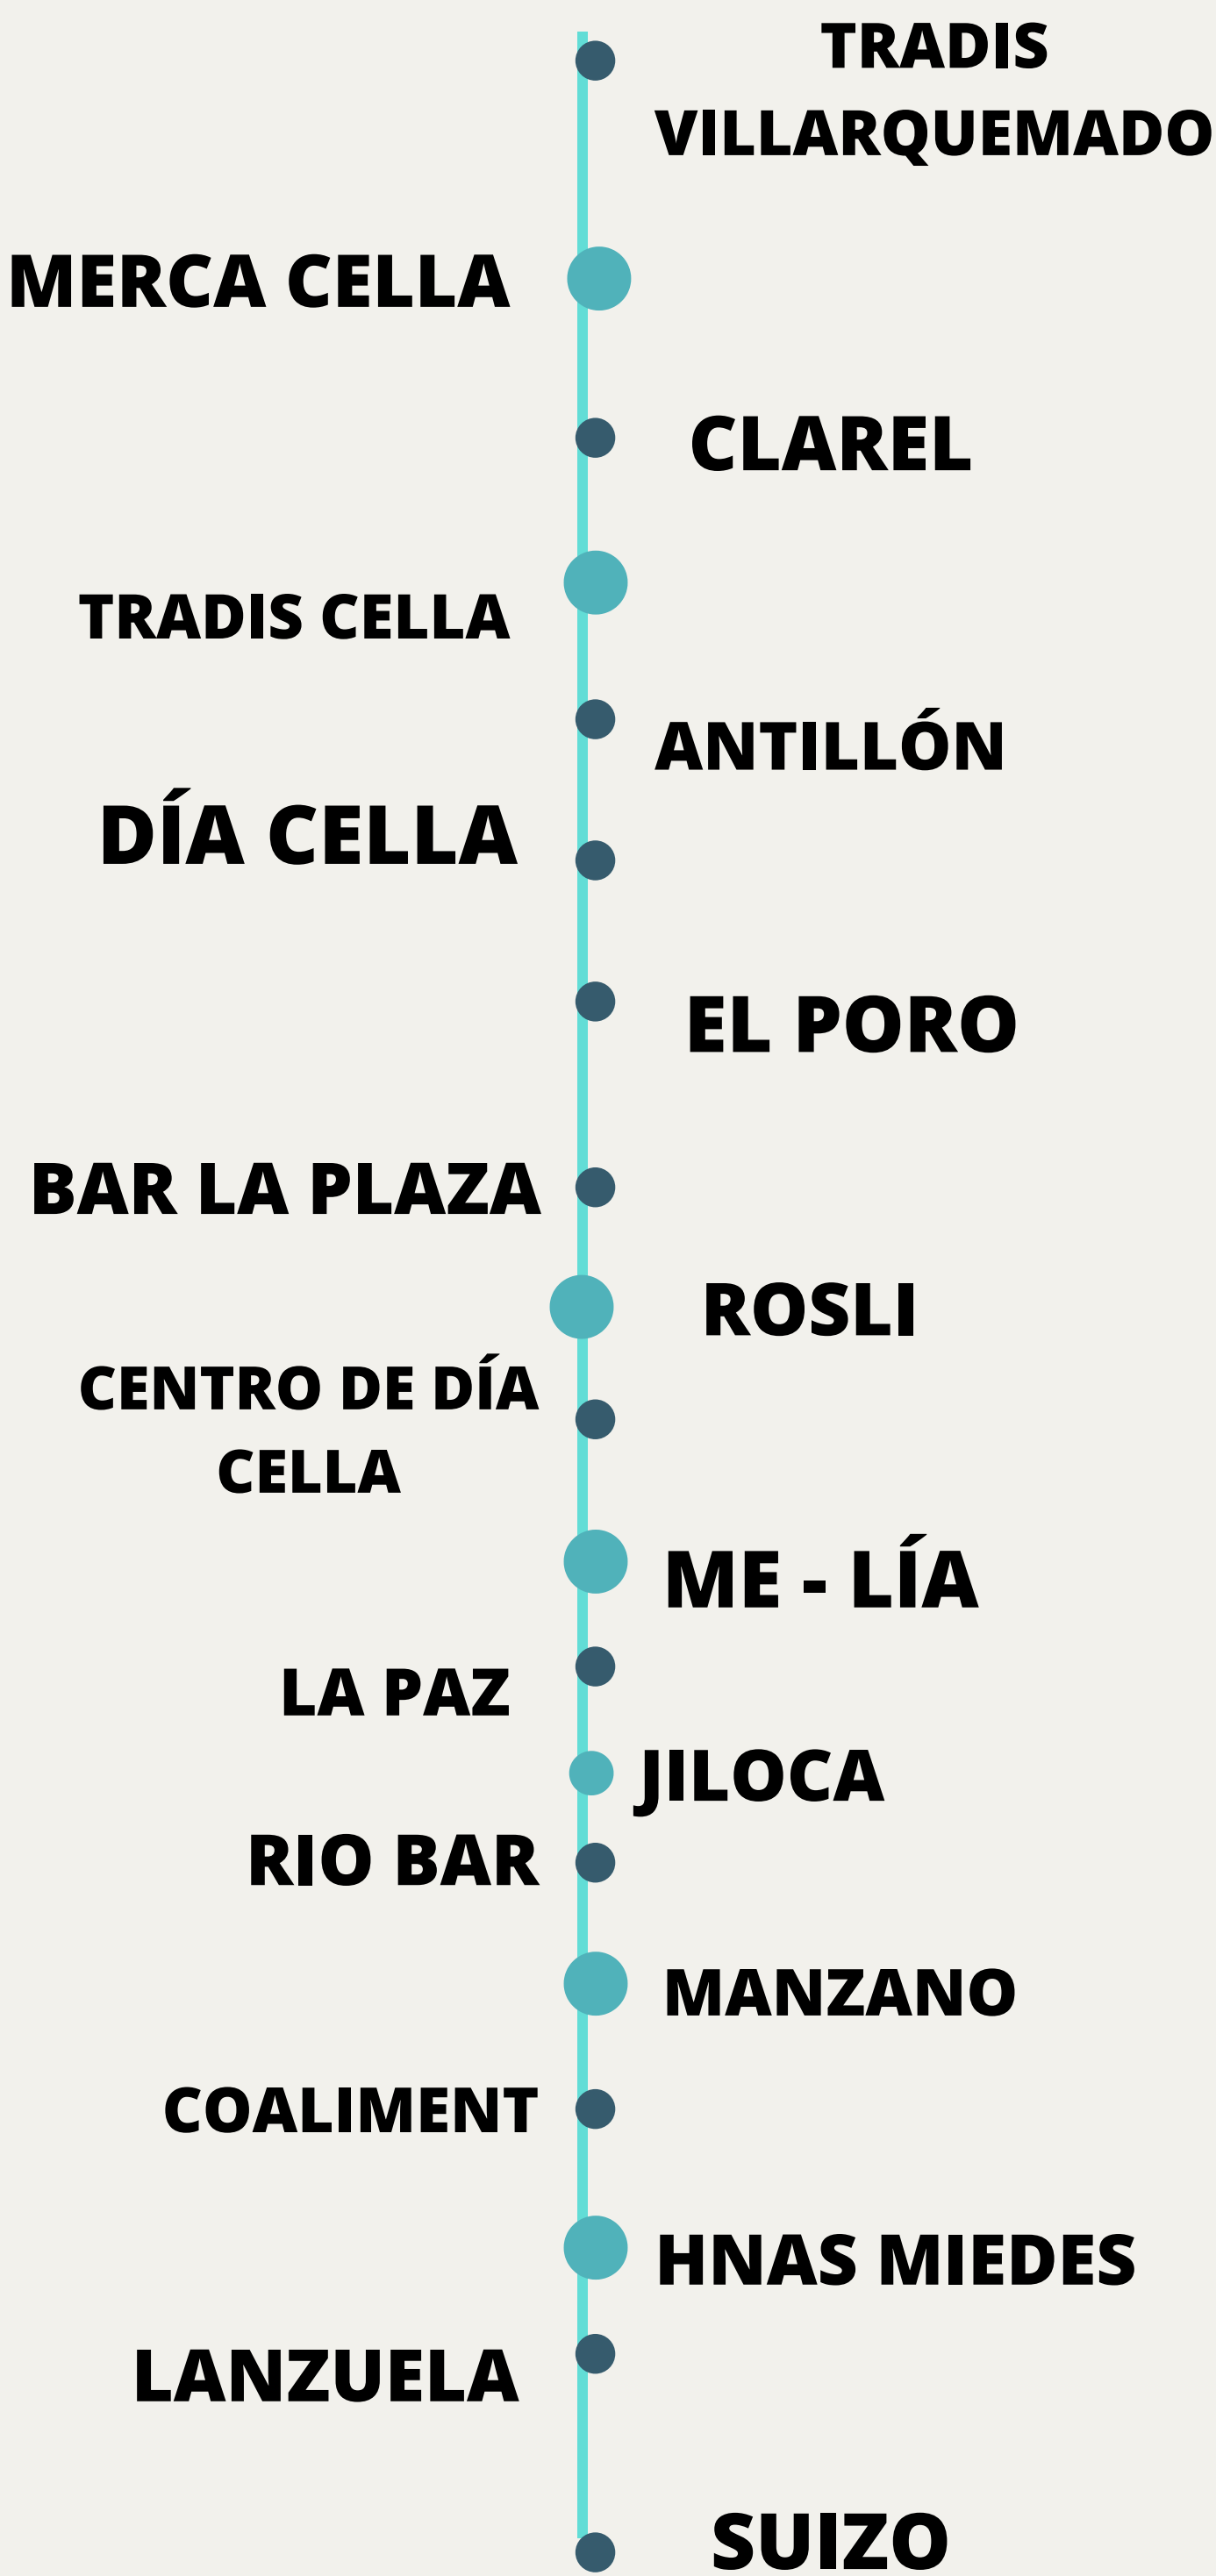 TRADIS
VILLARQUEMADO
MERCA CELLA
CLAREL
TRADIS CELLA
ANTILLÓN
DÍA CELLA
EL PORO
BAR LA PLAZA
ROSLI
CENTRO DE DÍA
CELLA
ME - LÍA
LA PAZ
JILOCA
RIO BAR
MANZANO
COALIMENT
HNAS MIEDES
LANZUELA
SUIZO